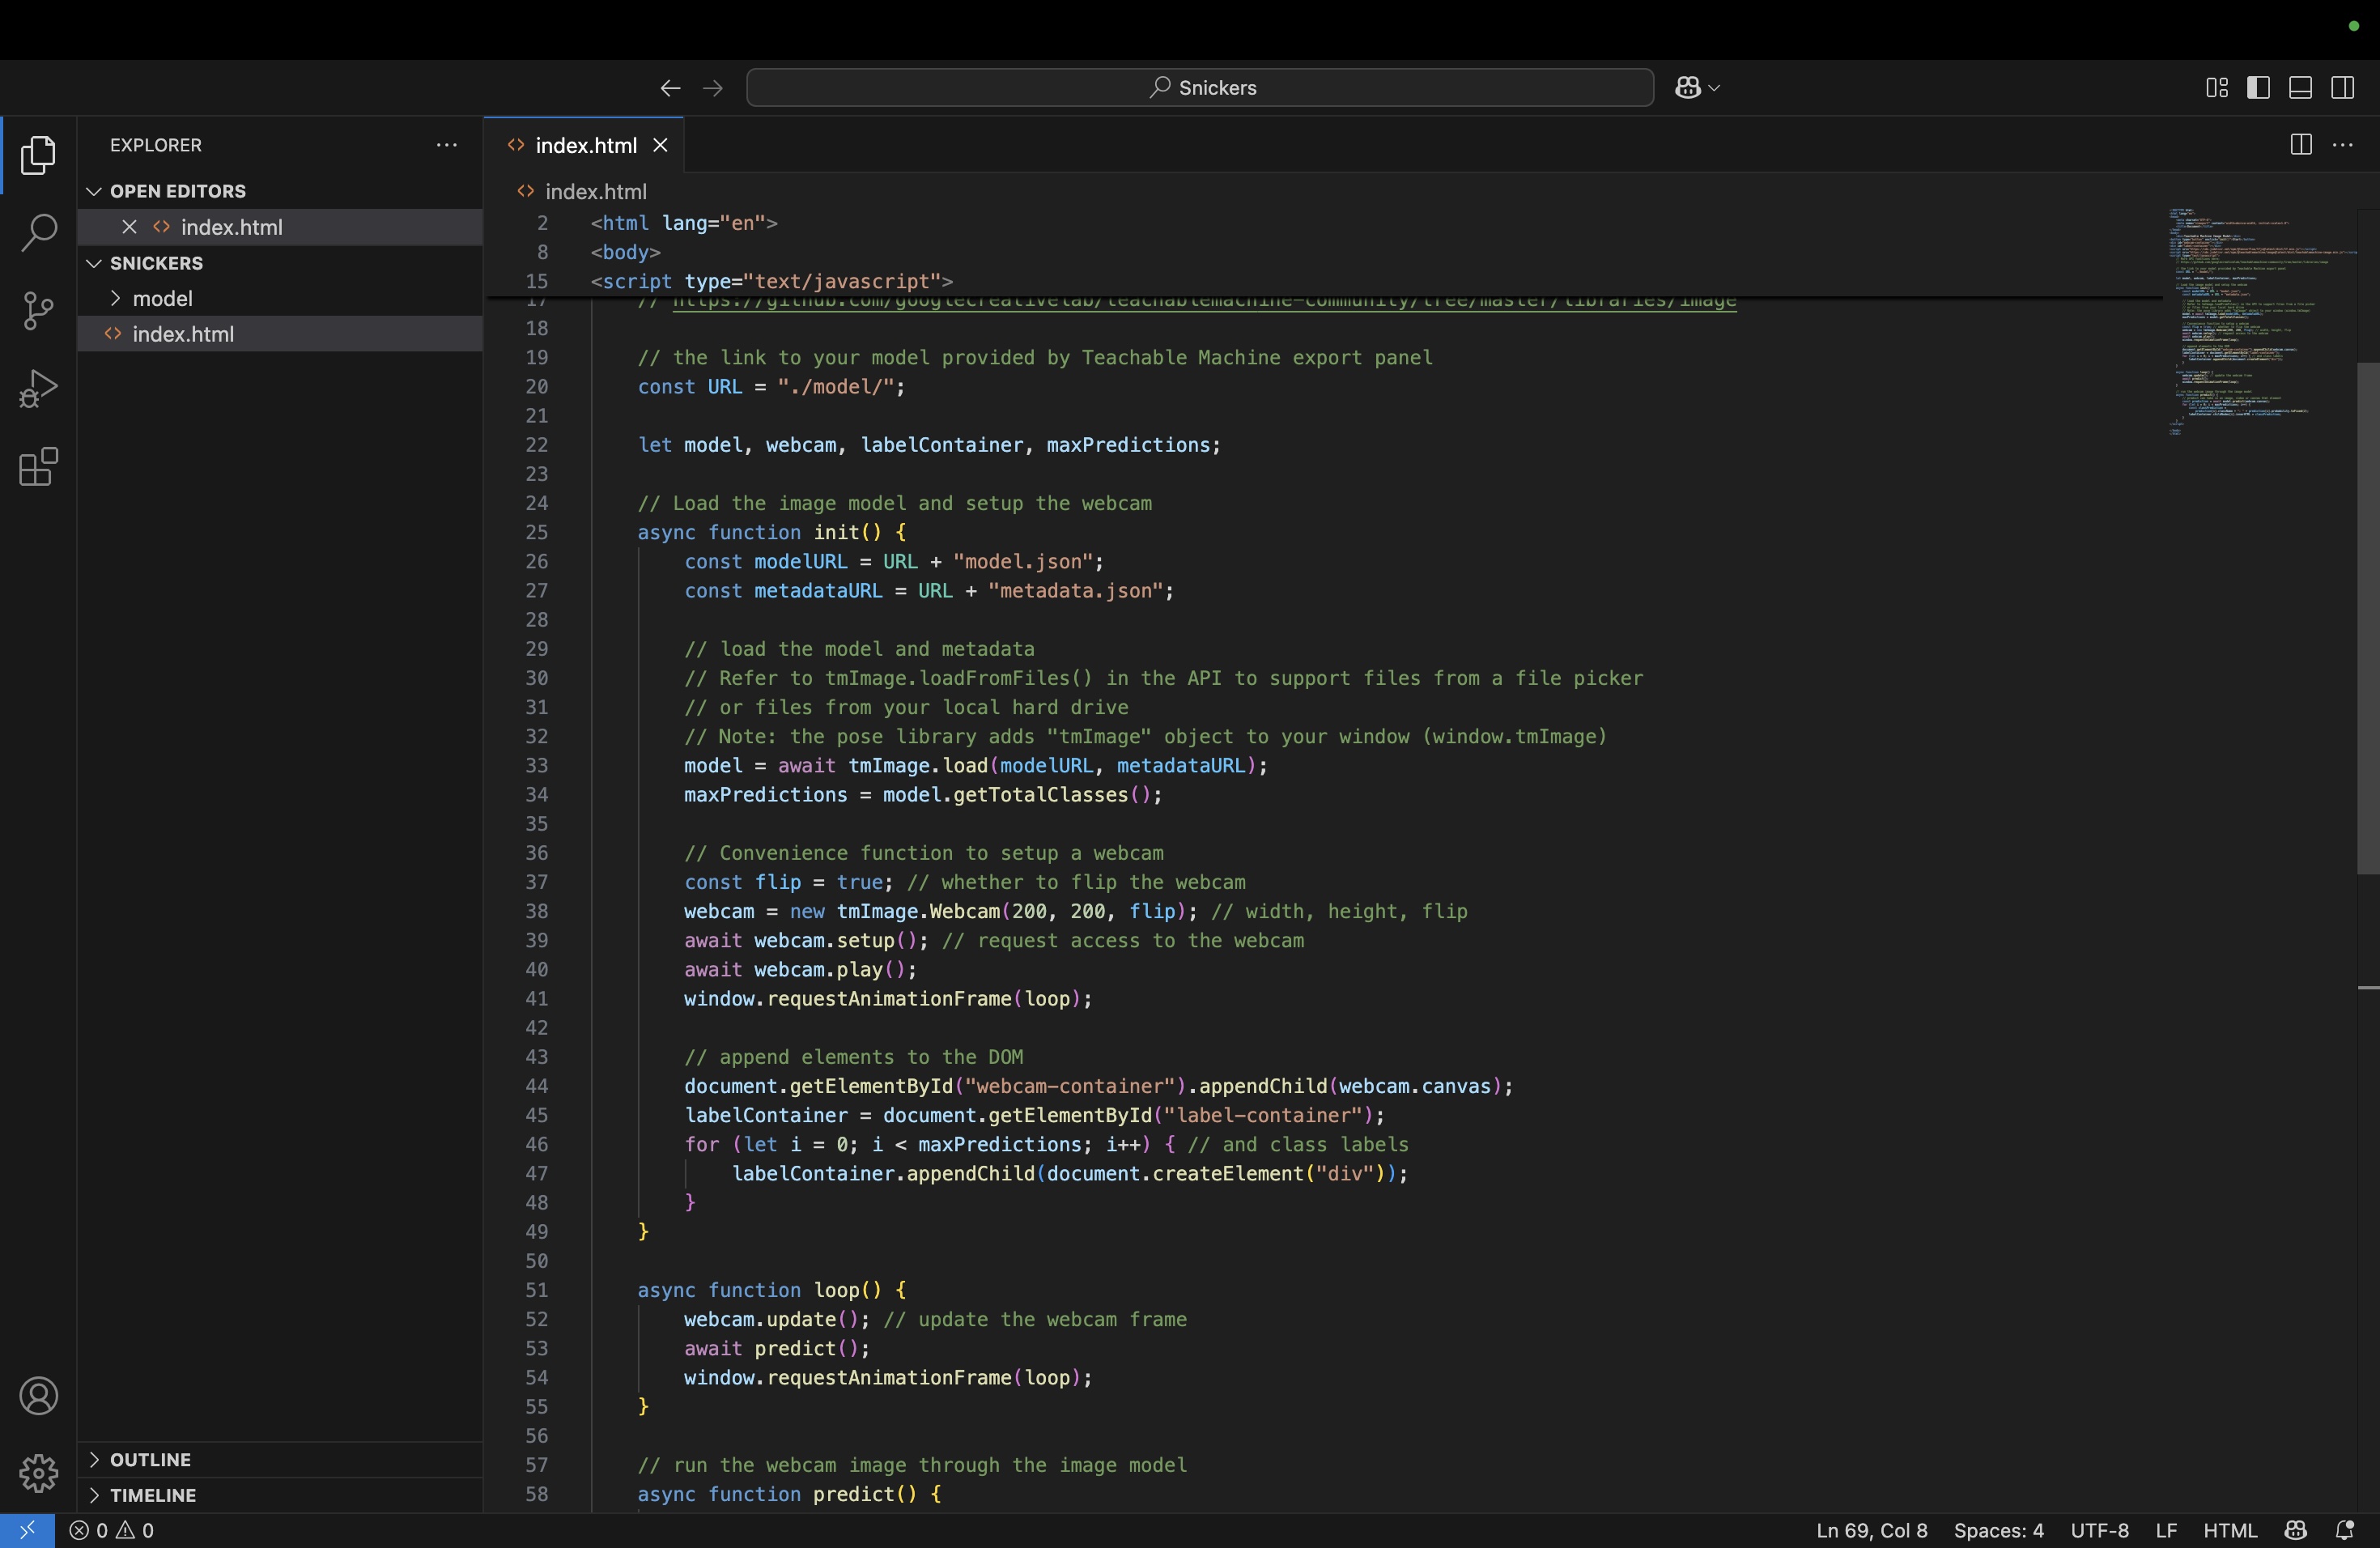 Snickers
EXPLORER
OPEN EDITORS
index.html
SNICKERS
model
index.html
OUTLINE
TIMELINE
index.html
index.html
2 <html lang="en">
8 <body>
15 <script type="text/javascript">
17 // https://github.com/googlecreativelab/teachablemachine-community/tree/master/libraries/image
18
19 // the link to your model provided by Teachable Machine export panel
20 const URL = "./model/";
21
22 let model, webcam, labelContainer, maxPredictions;
23
24 // Load the image model and setup the webcam
25 async function init() {
26 const modelURL = URL + "model.json";
27 const metadataURL = URL + "metadata.json";
28
29 // load the model and metadata
30 // Refer to tmImage.loadFromFiles() in the API to support files from a file picker
31 // or files from your local hard drive
32 // Note: the pose library adds "tmImage" object to your window (window.tmImage)
33 model = await tmImage.load(modelURL, metadataURL);
34 maxPredictions = model.getTotalClasses();
35
36 // Convenience function to setup a webcam
37 const flip = true; // whether to flip the webcam
38 webcam = new tmImage.Webcam(200, 200, flip); // width, height, flip
39 await webcam.setup(); // request access to the webcam
40 await webcam.play();
41 window.requestAnimationFrame(loop);
42
43 // append elements to the DOM
44 document.getElementById("webcam-container").appendChild(webcam.canvas);
45 labelContainer = document.getElementById("label-container");
46 for (let i = 0; i < maxPredictions; i++) { // and class labels
47 labelContainer.appendChild(document.createElement("div"));
48 }
49 }
50
51 async function loop() {
52 webcam.update(); // update the webcam frame
53 await predict();
54 window.requestAnimationFrame(loop);
55 }
56
57 // run the webcam image through the image model
58 async function predict() {
0 0
Ln 69, Col 8
Spaces: 4
UTF-8
LF
HTML